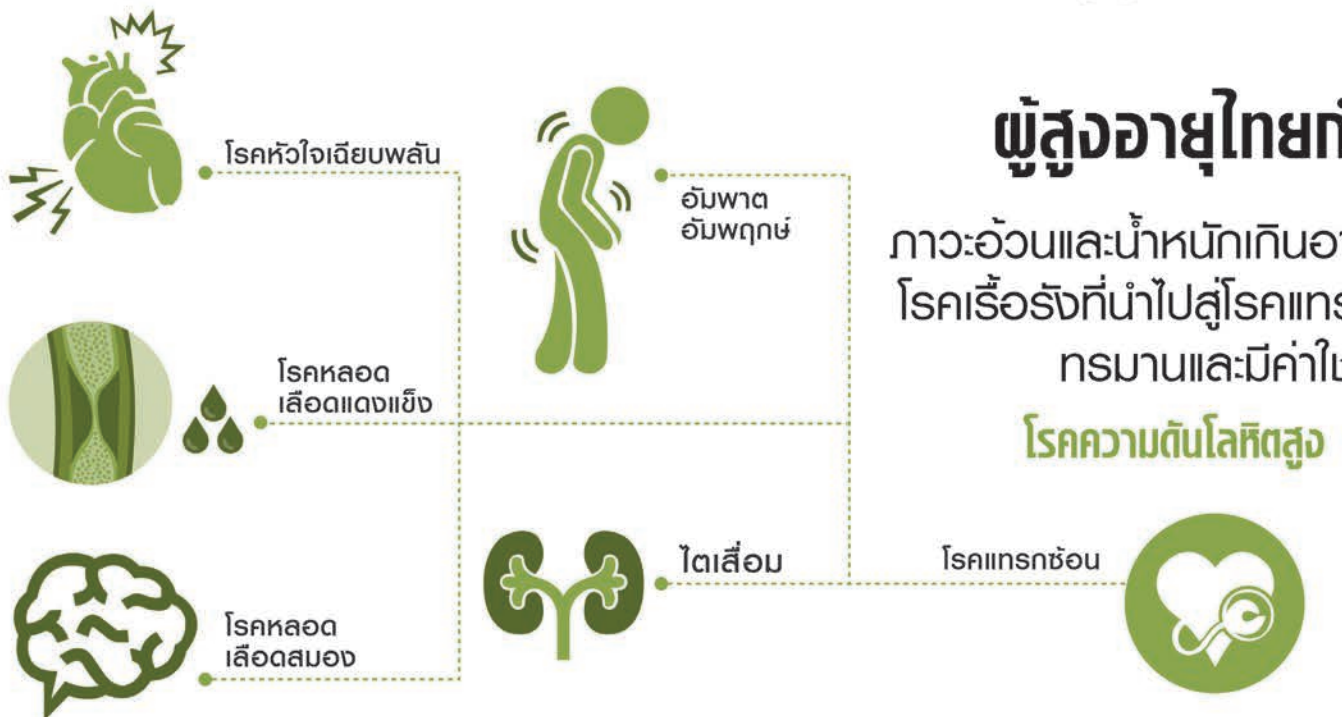 โรคหัวใจเฉียบพลัน
อัมพาต
อัมพฤกษ์
โรคหลอด
เลือดแดงแข็ง
ไตเสื่อม
โรคหลอด
เลือดสมอง
ผู้สูงอายุไทยกั
ภาวะอ้วนและน้ำหนักเกินอา
โรคเรื้อรังที่นำไปสู่โรคแทร
ทรมานและมีค่าใช
โรคความดันโลหิตสูง
โรคแทรกซ้อน